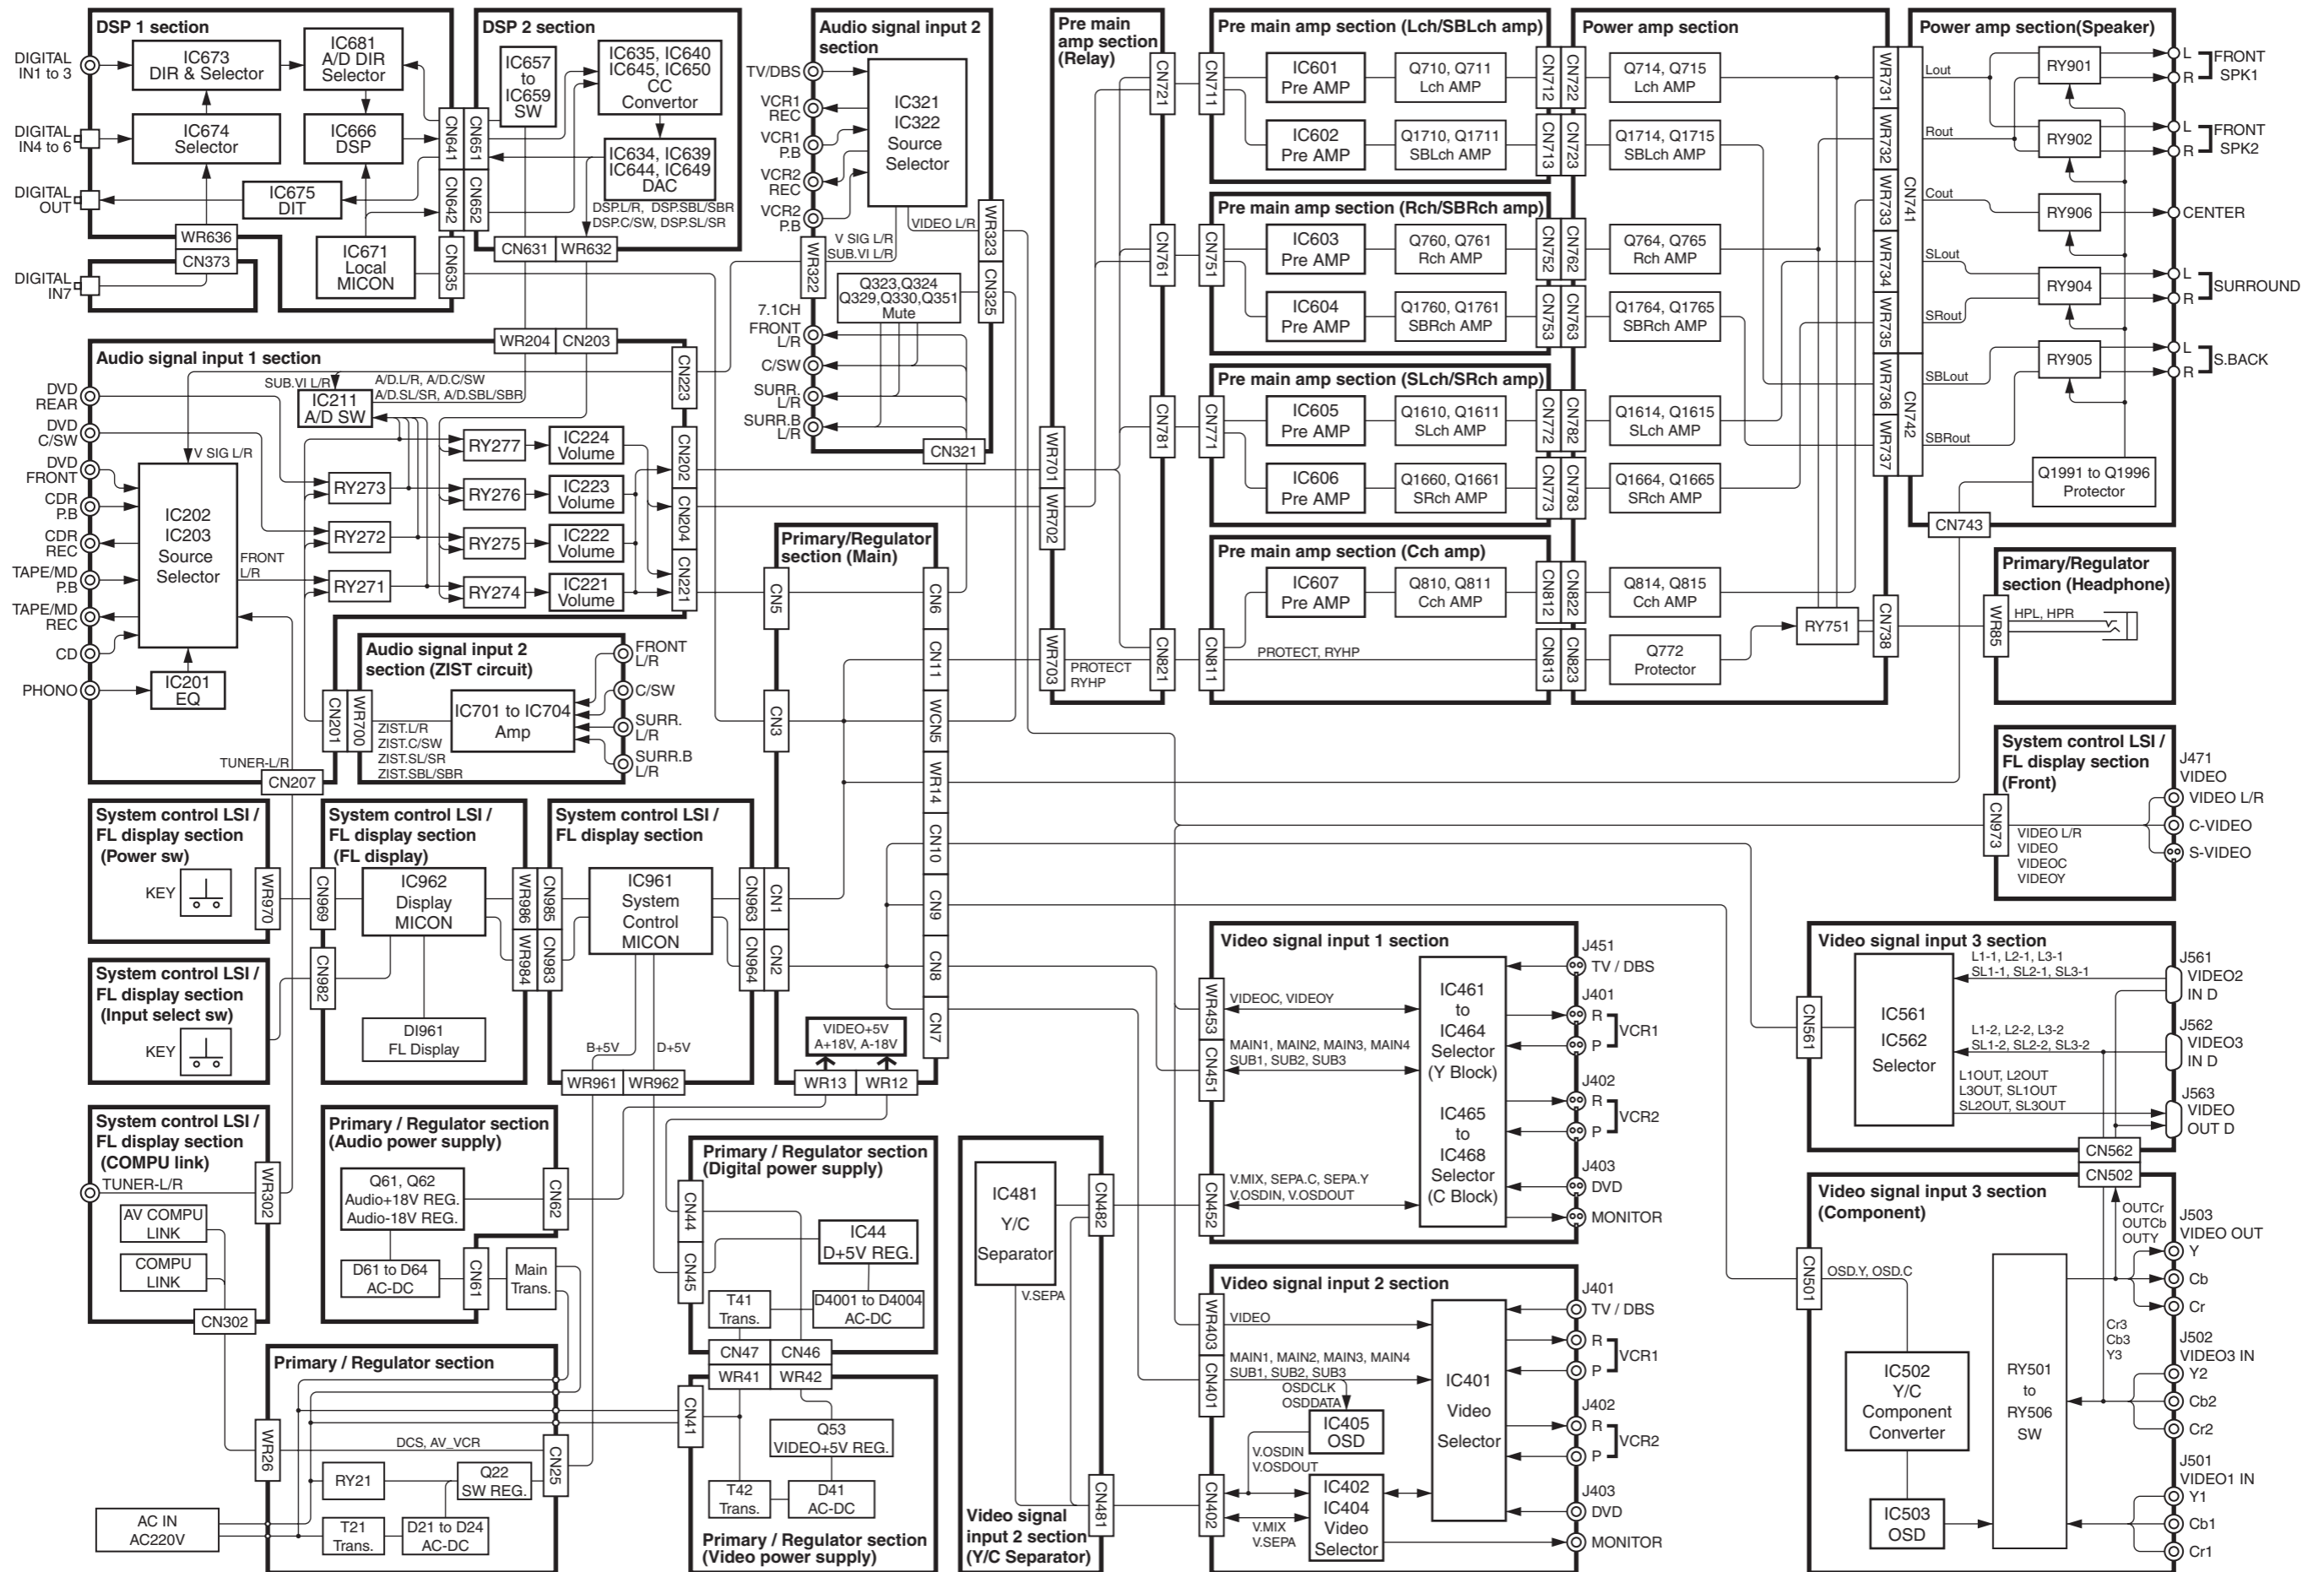 DSP 1 section
DIGITAL
IN1 to 3
IC673
DIR & Selector
IC681
A/D DIR
Selector
DIGITAL
IN4 to 6
IC674
Selector
IC666
DSP
DIGITAL
OUT
IC675
DIT
WR636
CN373
DIGITAL
IN7
IC671
Local
MICON
CN641
CN642
CN635
DSP 2 section
CN651
CN652
IC657
to
IC659
SW
IC635, IC640
IC645, IC650
CC
Convertor
IC634, IC639
IC644, IC649
DAC
DSP.L/R, DSP.SBL/SBR
DSP.C/SW, DSP.SL/SR
CN631
WR632
Audio signal input 2
section
TV/DBS
VCR1
REC
VCR1
P.B
VCR2
REC
VCR2
P.B
IC321
IC322
Source
Selector
VIDEO L/R
V SIG L/R
SUB.VI L/R
WR322
WR323
CN325
Q323,Q324
Q329,Q330,Q351
Mute
7.1CH
FRONT
L/R
C/SW
SURR.
L/R
SURR.B
L/R
CN321
Pre main
amp section
(Relay)
CN721
CN761
CN781
CN821
WR701
WR702
WR703
PROTECT
RYHP
Pre main amp section (Lch/SBLch amp)
CN711
IC601
Pre AMP
Q710, Q711
Lch AMP
CN712
IC602
Pre AMP
Q1710, Q1711
SBLch AMP
CN713
Pre main amp section (Rch/SBRch amp)
CN751
IC603
Pre AMP
Q760, Q761
Rch AMP
CN752
IC604
Pre AMP
Q1760, Q1761
SBRch AMP
CN753
Pre main amp section (SLch/SRch amp)
CN771
IC605
Pre AMP
Q1610, Q1611
SLch AMP
CN772
IC606
Pre AMP
Q1660, Q1661
SRch AMP
CN773
Pre main amp section (Cch amp)
IC607
Pre AMP
Q810, Q811
Cch AMP
CN812
CN811
PROTECT, RYHP
CN813
Power amp section
CN722
Q714, Q715
Lch AMP
CN723
Q1714, Q1715
SBLch AMP
CN762
Q764, Q765
Rch AMP
CN763
Q1764, Q1765
SBRch AMP
CN782
Q1614, Q1615
SLch AMP
CN783
Q1664, Q1665
SRch AMP
CN822
Q814, Q815
Cch AMP
CN823
Q772
Protector
RY751
WR731
WR732
WR733
WR734
WR735
WR736
WR737
CN738
Power amp section(Speaker)
CN741
CN742
Lout
Rout
Cout
SLout
SRout
SBLout
SBRout
RY901
RY902
RY906
RY904
RY905
L
R
FRONT
SPK1
L
R
FRONT
SPK2
CENTER
L
R
SURROUND
L
R
S.BACK
Q1991 to Q1996
Protector
CN743
Primary/Regulator
section (Headphone)
WR85
HPL, HPR
Audio signal input 1 section
WR204
CN203
DVD
REAR
DVD
C/SW
DVD
FRONT
CDR
P.B
CDR
REC
TAPE/MD
P.B
TAPE/MD
REC
CD
PHONO
SUB.VI L/R
IC211
A/D SW
A/D.L/R, A/D.C/SW
A/D.SL/SR, A/D.SBL/SBR
V SIG L/R
IC202
IC203
Source
Selector
FRONT
L/R
IC201
EQ
RY273
RY272
RY271
RY277
RY276
RY275
RY274
IC224
Volume
IC223
Volume
IC222
Volume
IC221
Volume
CN223
CN202
CN204
CN221
TUNER-L/R
CN207
CN201
Audio signal input 2
section (ZIST circuit)
WR700
IC701 to IC704
Amp
ZIST.L/R
ZIST.C/SW
ZIST.SL/SR
ZIST.SBL/SBR
FRONT
L/R
C/SW
SURR.
L/R
SURR.B
L/R
Primary/Regulator
section (Main)
CN5
CN3
CN1
CN2
CN6
CN11
WCN5
WR14
CN10
CN9
CN8
CN7
VIDEO+5V
A+18V, A-18V
WR13
WR12
System control LSI /
FL display section
(Power sw)
KEY
WR970
System control LSI /
FL display section
(FL display)
CN969
CN982
IC962
Display
MICON
DI961
FL Display
WR986
WR984
System control LSI /
FL display section
CN985
CN983
IC961
System
Control
MICON
CN963
CN964
B+5V
D+5V
WR961
WR962
System control LSI /
FL display section
(Input select sw)
KEY
System control LSI /
FL display section
(COMPU link)
TUNER-L/R
WR302
AV COMPU
LINK
COMPU
LINK
CN302
Primary / Regulator section
(Audio power supply)
Q61, Q62
Audio+18V REG.
Audio-18V REG.
CN62
D61 to D64
AC-DC
CN61
Main
Trans.
Primary / Regulator section
WR26
DCS, AV_VCR
CN25
RY21
Q22
SW REG.
T21
Trans.
D21 to D24
AC-DC
AC IN
AC220V
Primary / Regulator section
(Digital power supply)
CN44
CN45
IC44
D+5V REG.
T41
Trans.
D4001 to D4004
AC-DC
CN47
CN46
WR41
WR42
CN41
Q53
VIDEO+5V REG.
T42
Trans.
D41
AC-DC
Primary / Regulator section
(Video power supply)
IC481
Y/C
Separator
CN482
V.SEPA
CN481
Video signal
input 2 section
(Y/C Separator)
Video signal input 1 section
WR453
VIDEOC, VIDEOY
CN451
MAIN1, MAIN2, MAIN3, MAIN4
SUB1, SUB2, SUB3
CN452
V.MIX, SEPA.C, SEPA.Y
V.OSDIN, V.OSDOUT
IC461
to
IC464
Selector
(Y Block)
IC465
to
IC468
Selector
(C Block)
J451
TV / DBS
J401
R
P
VCR1
J402
R
P
VCR2
J403
DVD
MONITOR
Video signal input 2 section
WR403
VIDEO
CN401
MAIN1, MAIN2, MAIN3, MAIN4
SUB1, SUB2, SUB3
OSDCLK
OSDDATA
IC405
OSD
V.OSDIN
V.OSDOUT
CN402
V.MIX
V.SEPA
IC402
IC404
Video
Selector
IC401
Video
Selector
J401
TV / DBS
R
P
VCR1
J402
R
P
VCR2
J403
DVD
MONITOR
System control LSI /
FL display section
(Front)
CN973
VIDEO L/R
VIDEO
VIDEOC
VIDEOY
J471
VIDEO
VIDEO L/R
C-VIDEO
S-VIDEO
Video signal input 3 section
CN561
IC561
IC562
Selector
L1-1, L2-1, L3-1
SL1-1, SL2-1, SL3-1
L1-2, L2-2, L3-2
SL1-2, SL2-2, SL3-2
L1OUT, L2OUT
L3OUT, SL1OUT
SL2OUT, SL3OUT
J561
VIDEO2
IN D
J562
VIDEO3
IN D
J563
VIDEO
OUT D
CN562
CN502
Video signal input 3 section
(Component)
CN501
OSD.Y, OSD.C
IC502
Y/C
Component
Converter
IC503
OSD
RY501
to
RY506
SW
OUTCr
OUTCb
OUTY
Cr3
Cb3
Y3
J503
VIDEO OUT
Y
Cb
Cr
J502
VIDEO3 IN
Y2
Cb2
Cr2
J501
VIDEO1 IN
Y1
Cb1
Cr1